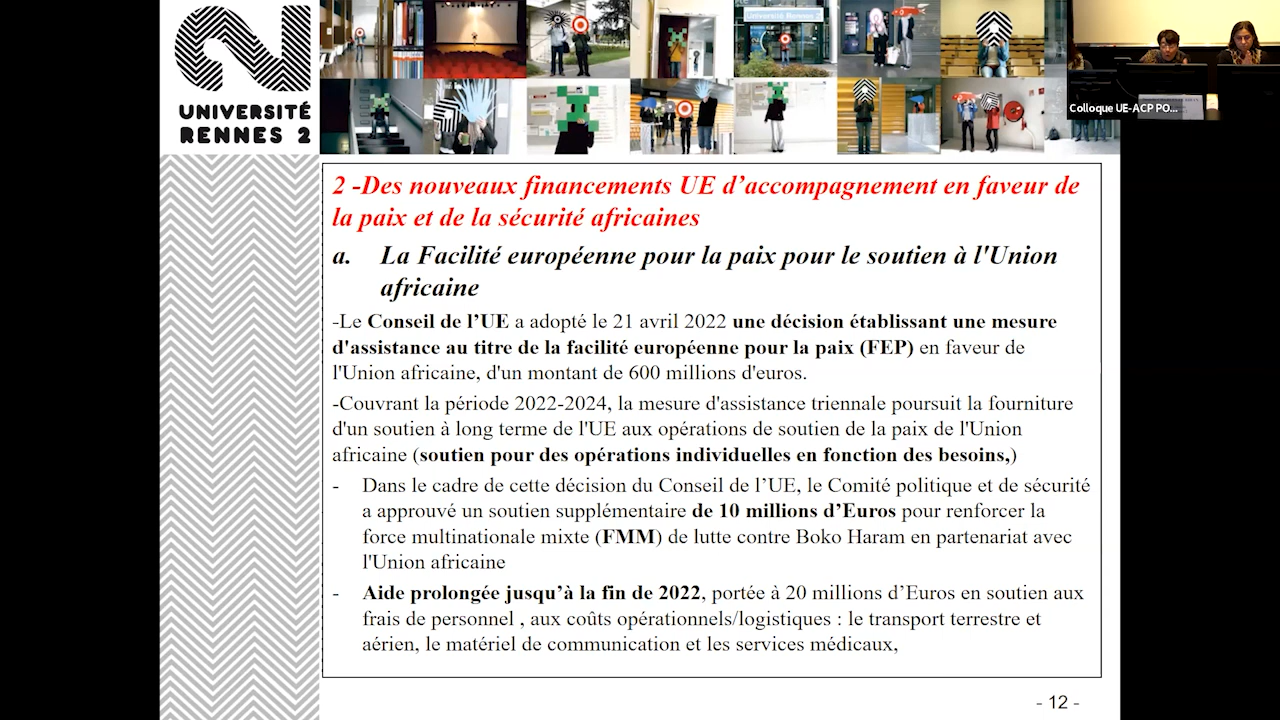 UNIVERSITÉ
RENNES 2
Université Rennes 2
Colloque UE-ACP PO...
2 -Des nouveaux financements UE d’accompagnement en faveur de
la paix et de la sécurité africaines
a. La Facilité européenne pour la paix pour le soutien à l'Union
africaine
-Le Conseil de l’UE a adopté le 21 avril 2022 une décision établissant une mesure
d'assistance au titre de la facilité européenne pour la paix (FEP) en faveur de
l'Union africaine, d'un montant de 600 millions d'euros.
-Couvrant la période 2022-2024, la mesure d'assistance triennale poursuit la fourniture
d'un soutien à long terme de l'UE aux opérations de soutien de la paix de l'Union
africaine (soutien pour des opérations individuelles en fonction des besoins,)
- Dans le cadre de cette décision du Conseil de l’UE, le Comité politique et de sécurité
a approuvé un soutien supplémentaire de 10 millions d’Euros pour renforcer la
force multinationale mixte (FMM) de lutte contre Boko Haram en partenariat avec
l'Union africaine
- Aide prolongée jusqu’à la fin de 2022, portée à 20 millions d’Euros en soutien aux
frais de personnel , aux coûts opérationnels/logistiques : le transport terrestre et
aérien, le matériel de communication et les services médicaux,
- 12 -